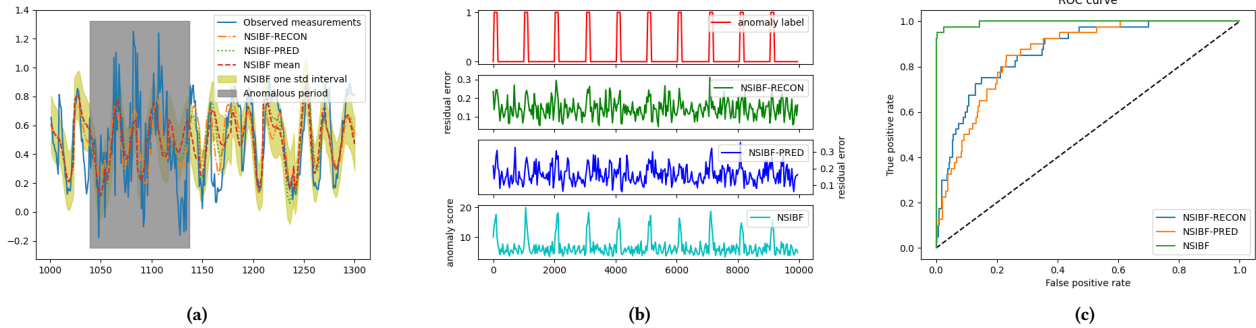 1.4
1.2
1.0
0.8
0.6
0.4
0.2
0.0
−0.2
1000
1050
1100
1150
1200
1250
1300
Observed measurements
NSIBF-RECON
NSIBF-PRED
NSIBF mean
NSIBF one std interval
Anomalous period
(a)
1
0
anomaly label
residual error
0.3
0.2
0.1
NSIBF-RECON
NSIBF-PRED
0.3
0.2
0.1
residual error
anomaly score
20
10
NSIBF
0
2000
4000
6000
8000
10000
(b)
ROC curve
True positive rate
1.0
0.8
0.6
0.4
0.2
0.0
NSIBF-RECON
NSIBF-PRED
NSIBF
0.0
0.2
0.4
0.6
0.8
1.0
False positive rate
(c)